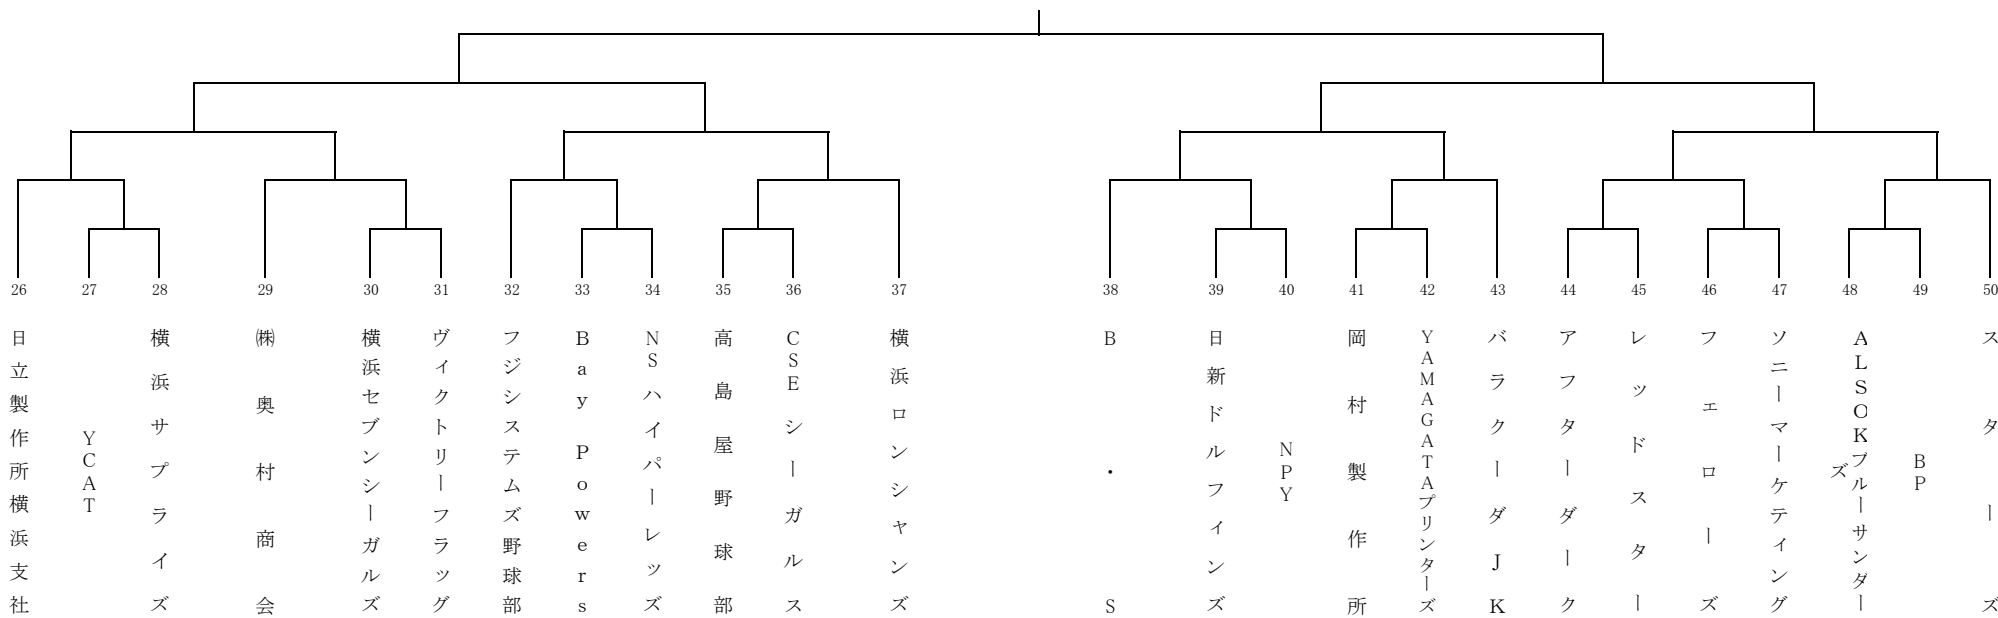 26
27
28
29
30
31
32
33
34
35
36
37
38
39
40
41
42
43
44
45
46
47
48
49
50
日立製作所横浜支社
YCAT
横浜サプライズ
㈱奥村商会
横浜セブンシーガルズ
ヴィクトリーフラッグ
フジシステムズ野球部
Bay Powers
NSハイパーレッズ
高島屋野球部
CSEシーガルス
横浜ロンシャンズ
B・S
日新ドルフィンズ
NPY
岡村製作所
YAMAGATAプリンターズ
バラクーダJK
アフターダーク
レッドスター
フェローズ
ソニーマーケティング
ALSOKブルーサンダー
ズ
BP
スターズ